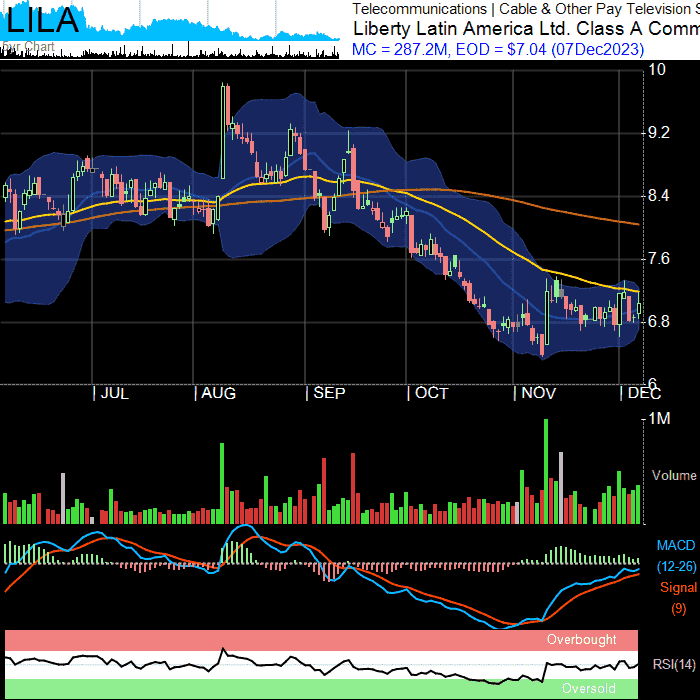 LILA
Telecommunications | Cable & Other Pay Television S
Liberty Latin America Ltd. Class A Comm
MC = 287.2M, EOD = $7.04 (07Dec2023)
Your Chart
10
9.2
8.4
7.6
6.8
6
JUL AUG SEP OCT NOV DEC
1M
Volume
MACD
(12-26)
Signal
(9)
Overbought
RSI(14)
Oversold